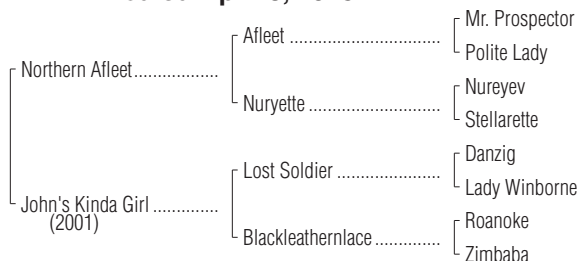 Mr. Prospector
Afleet ........................................
Polite Lady
Northern Afleet..................
Nureyev
Nuryette ...................................
Stellarette
Danzig
Lost Soldier ............................
Lady Winborne
John's Kinda Girl ..............
(2001)
Roanoke
Blackleathernlace.................
Zimbaba